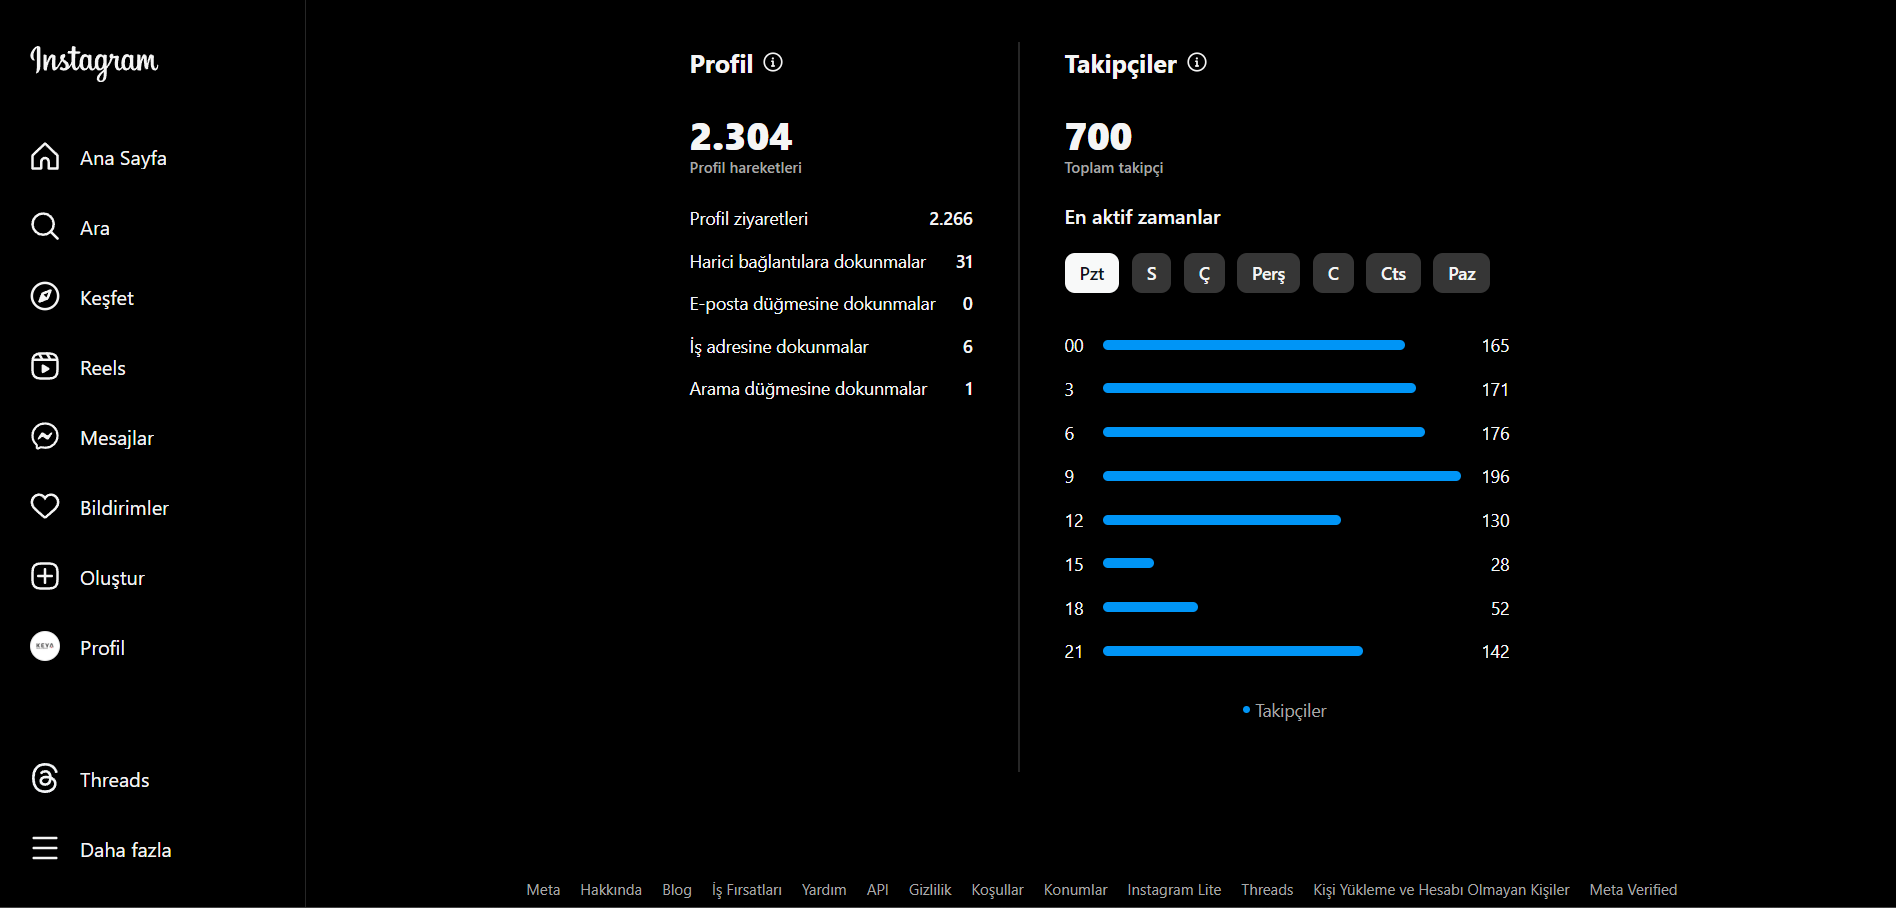 Instagram
Ana Sayfa
Ara
Keşfet
Reels
Mesajlar
Bildirimler
Oluştur
KEYA
Profil
Threads
Daha fazla
Profil
2.304
Profil hareketleri
Profil ziyaretleri 2.266
Harici bağlantılara dokunmalar 31
E-posta düğmesine dokunmalar 0
İş adresine dokunmalar 6
Arama düğmesine dokunmalar 1
Takipçiler
700
Toplam takipçi
En aktif zamanlar
Pzt S Ç Perş C Cts Paz
00 165
3 171
6 176
9 196
12 130
15 28
18 52
21 142
Takipçiler
Meta Hakkında Blog İş Fırsatları Yardım API Gizlilik Koşullar Konumlar Instagram Lite Threads Kişi Yükleme ve Hesabı Olmayan Kişiler Meta Verified